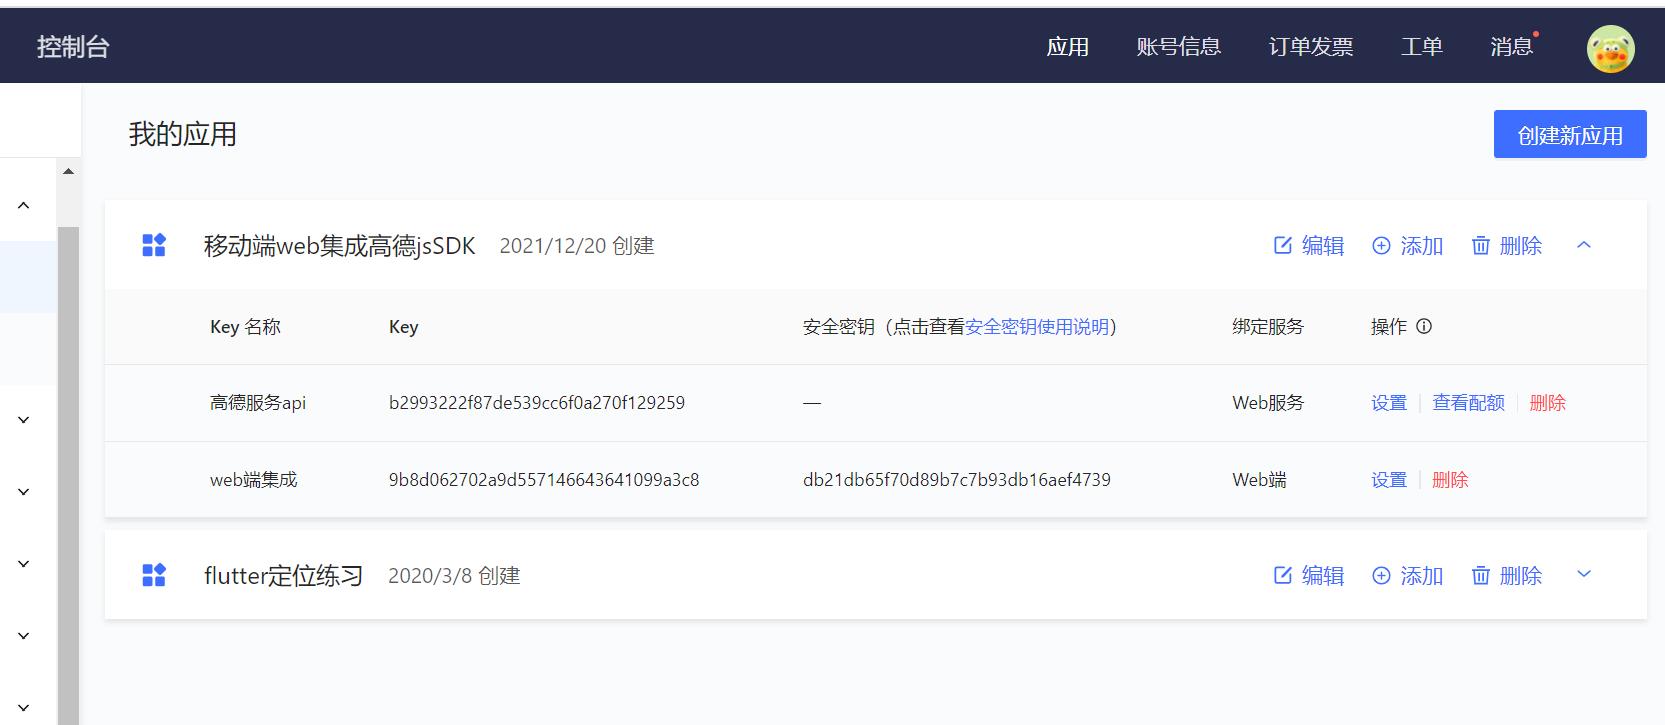 控制台 应用 账号信息 订单发票 工单 消息
我的应用 创建新应用
移动端web集成高德jsSDK 2021/12/20 创建 编辑 添加 删除
Key 名称 Key 安全密钥（点击查看安全密钥使用说明） 绑定服务 操作
高德服务api b2993222f87de539cc6f0a270f129259 — Web服务 设置 查看配额 删除
web端集成 9b8d062702a9d557146643641099a3c8 db21db65f70d89b7c7b93db16aef4739 Web端 设置 删除
flutter定位练习 2020/3/8 创建 编辑 添加 删除